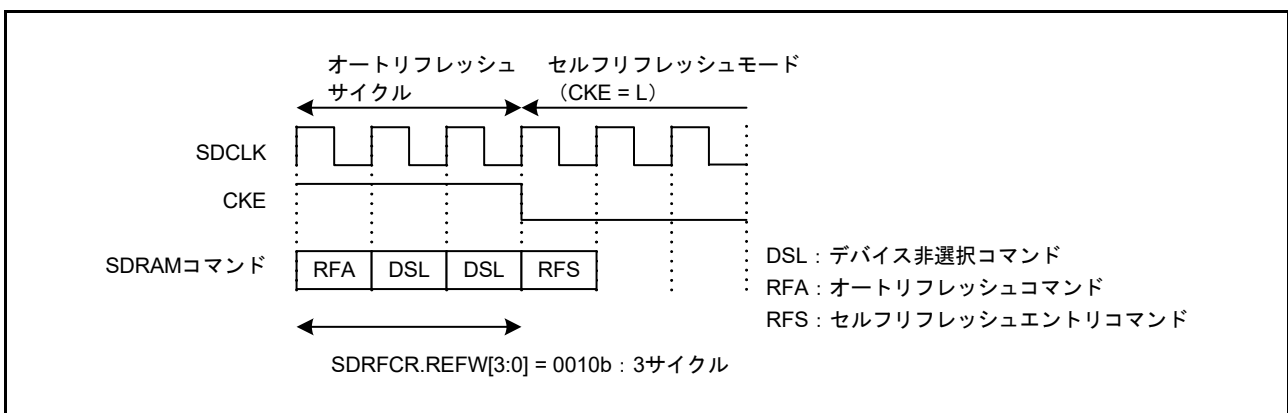 オートリフレッシュ
サイクル
セルフリフレッシュモード
（CKE = L）
SDCLK
CKE
SDRAMコマンド
RFA DSL DSL RFS
DSL：デバイス非選択コマンド
RFA：オートリフレッシュコマンド
RFS：セルフリフレッシュエントリコマンド
SDRFCR.REFW[3:0] = 0010b：3サイクル